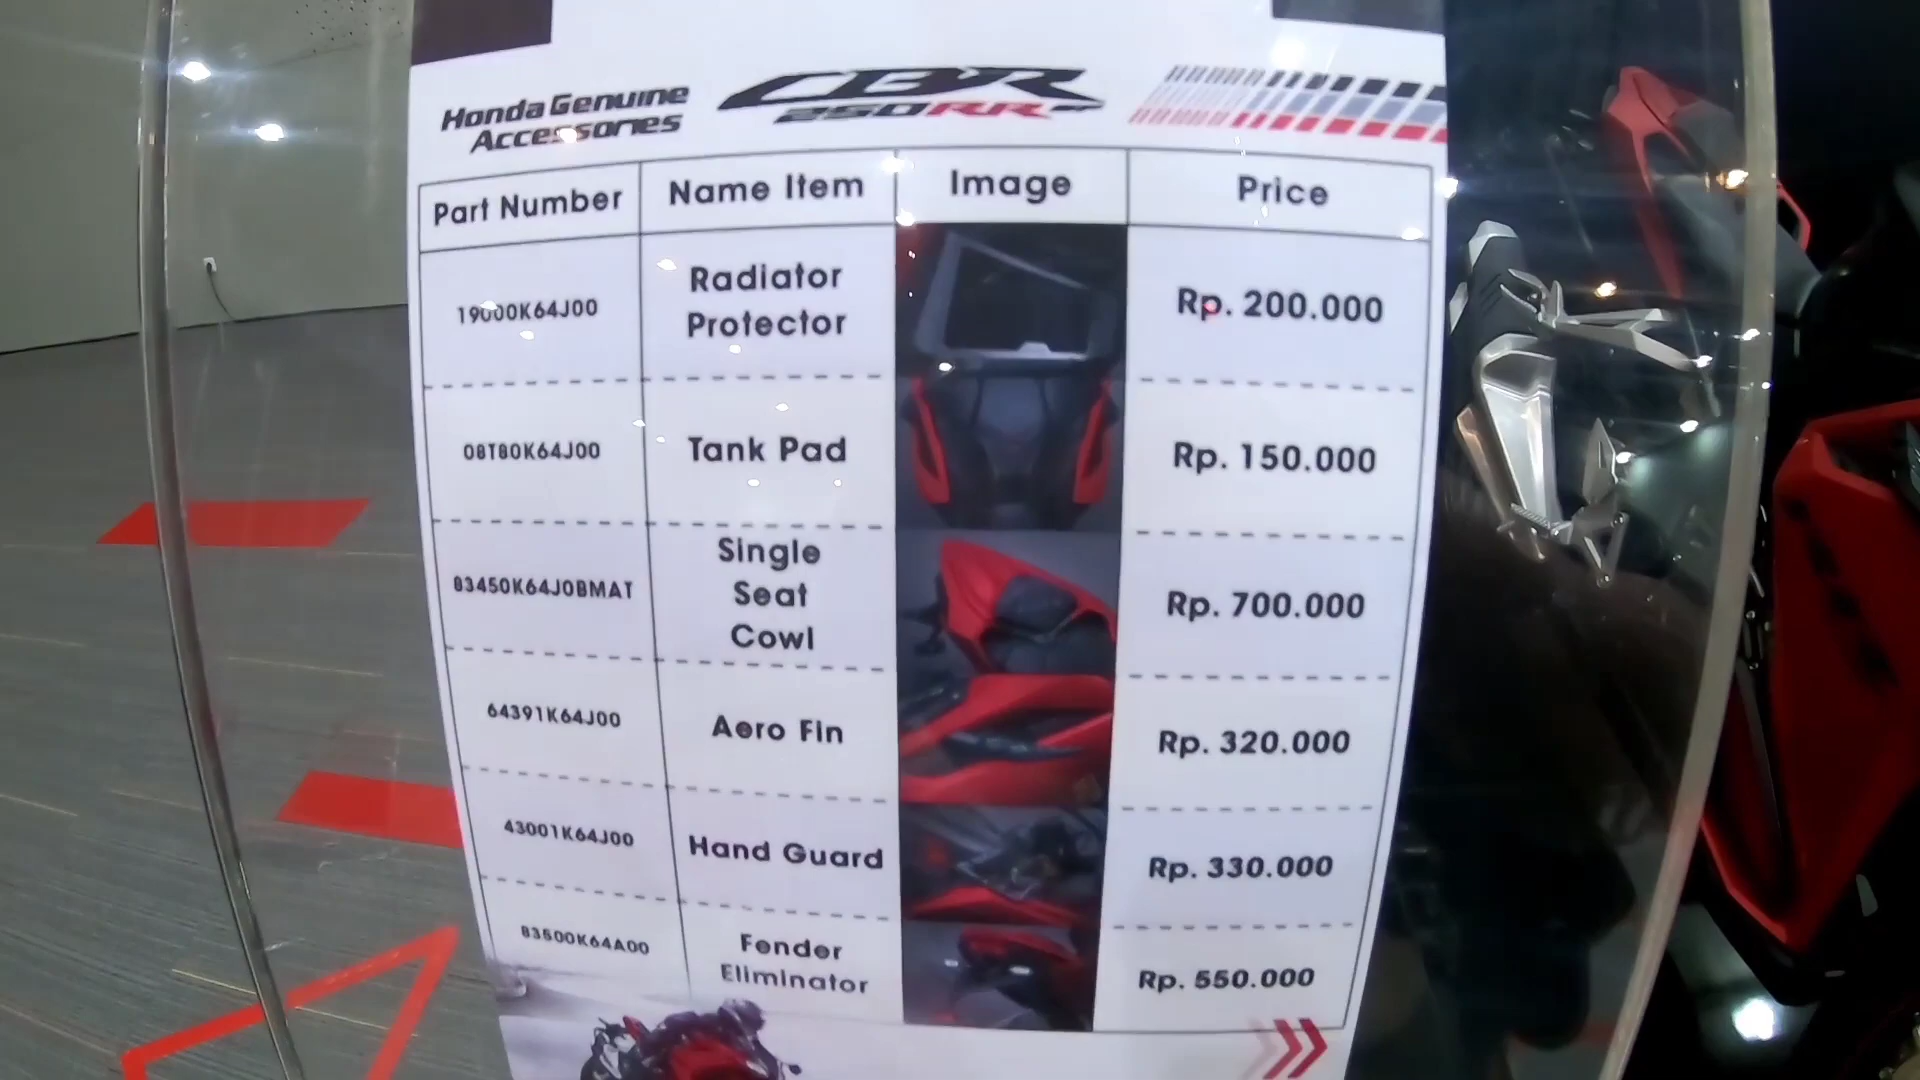 Honda Genuine
Accessories
CBR
250RR
Part Number
Name Item
Image
Price
19000K64J00
Radiator
Protector
Rp. 200.000
08T80K64J00
Tank Pad
Rp. 150.000
83450K64J0BMAT
Single
Seat
Cowl
Rp. 700.000
64391K64J00
Aero Fin
Rp. 320.000
43001K64J00
Hand Guard
Rp. 330.000
83500K64A00
Fender
Eliminator
Rp. 550.000